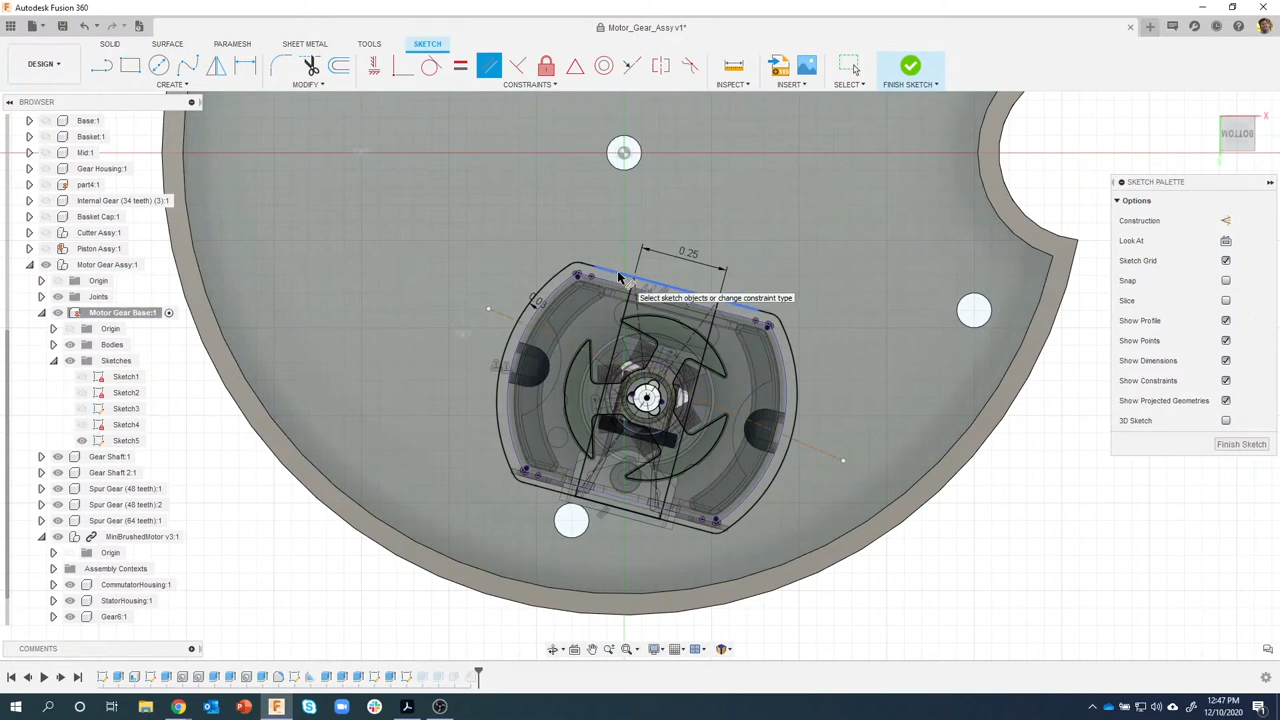 Autodesk Fusion 360
Motor_Gear_Assy v1*
DESIGN
SOLID
SURFACE
PARAMESH
SHEET METAL
TOOLS
SKETCH
CREATE
MODIFY
CONSTRAINTS
INSPECT
INSERT
SELECT
FINISH SKETCH
BROWSER
Base:1
Basket:1
Mid:1
Gear Housing:1
part4:1
Internal Gear (34 teeth) (3):1
Basket Cap:1
Cutter Assy:1
Piston Assy:1
Motor Gear Assy:1
Origin
Joints
Motor Gear Base:1
Origin
Bodies
Sketches
Sketch1
Sketch2
Sketch3
Sketch4
Sketch5
Gear Shaft:1
Gear Shaft 2:1
Spur Gear (48 teeth):1
Spur Gear (48 teeth):2
Spur Gear (64 teeth):1
MiniBrushedMotor v3:1
Origin
Assembly Contexts
CommutatorHousing:1
StatorHousing:1
Gear6:1
COMMENTS
0.25
0.05
Select sketch objects or change constraint type
X
BOTTOM
SKETCH PALETTE
Options
Construction
Look At
Sketch Grid
Snap
Slice
Show Profile
Show Points
Show Dimensions
Show Constraints
Show Projected Geometries
3D Sketch
Finish Sketch
12:47 PM
12/10/2020